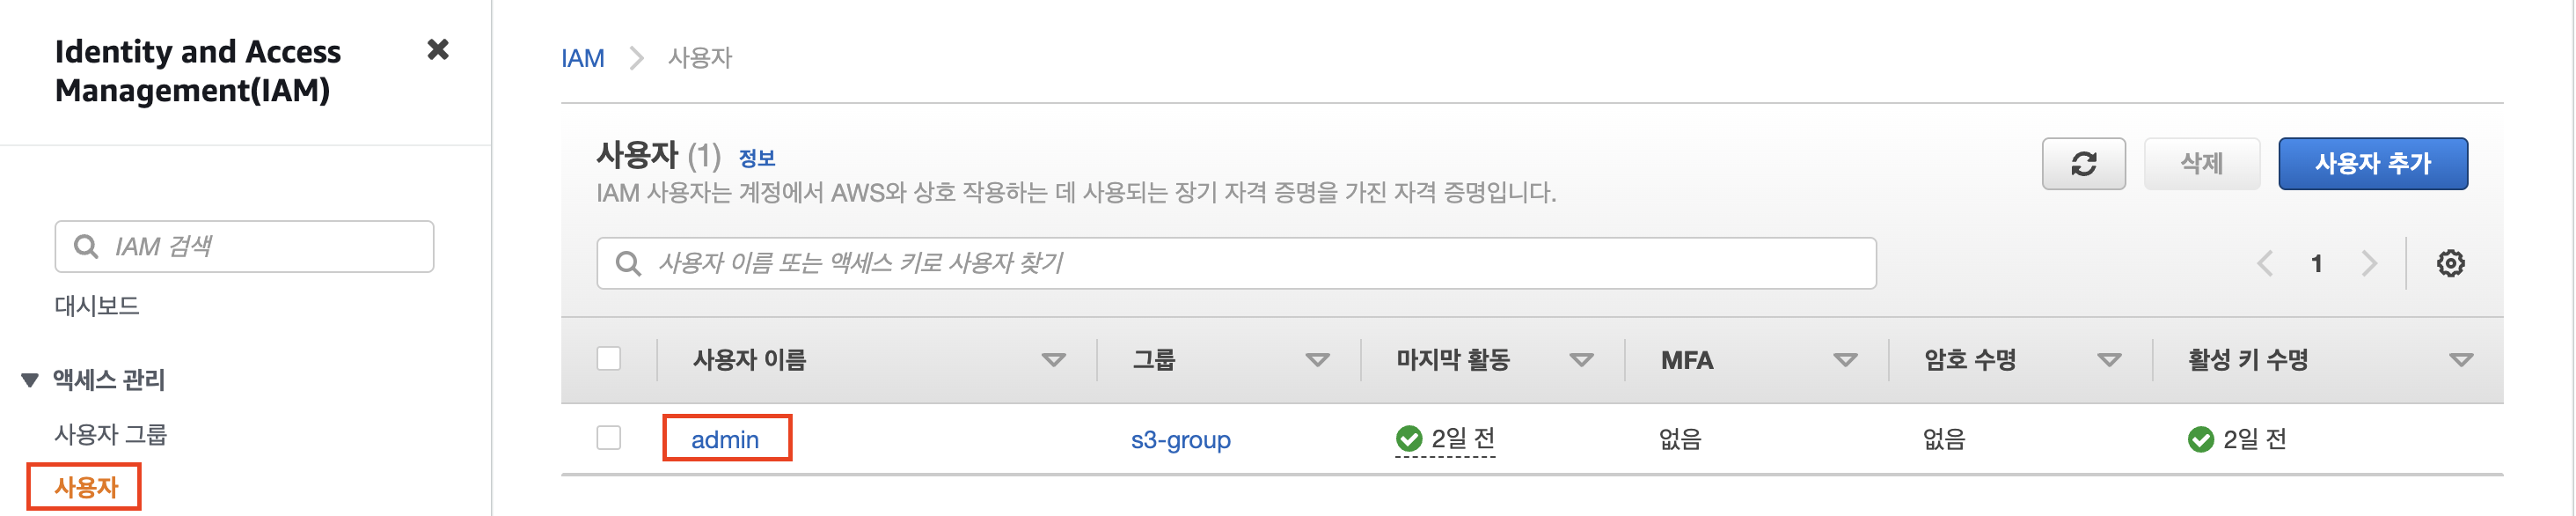 Identity and Access
Management(IAM)
IAM 검색
대시보드
액세스 관리
사용자 그룹
사용자
IAM 사용자
사용자 (1) 정보
IAM 사용자는 계정에서 AWS와 상호 작용하는 데 사용되는 장기 자격 증명을 가진 자격 증명입니다.
삭제
사용자 추가
사용자 이름 또는 액세스 키로 사용자 찾기
1
사용자 이름 그룹 마지막 활동 MFA 암호 수명 활성 키 수명
admin s3-group 2일 전 없음 없음 2일 전